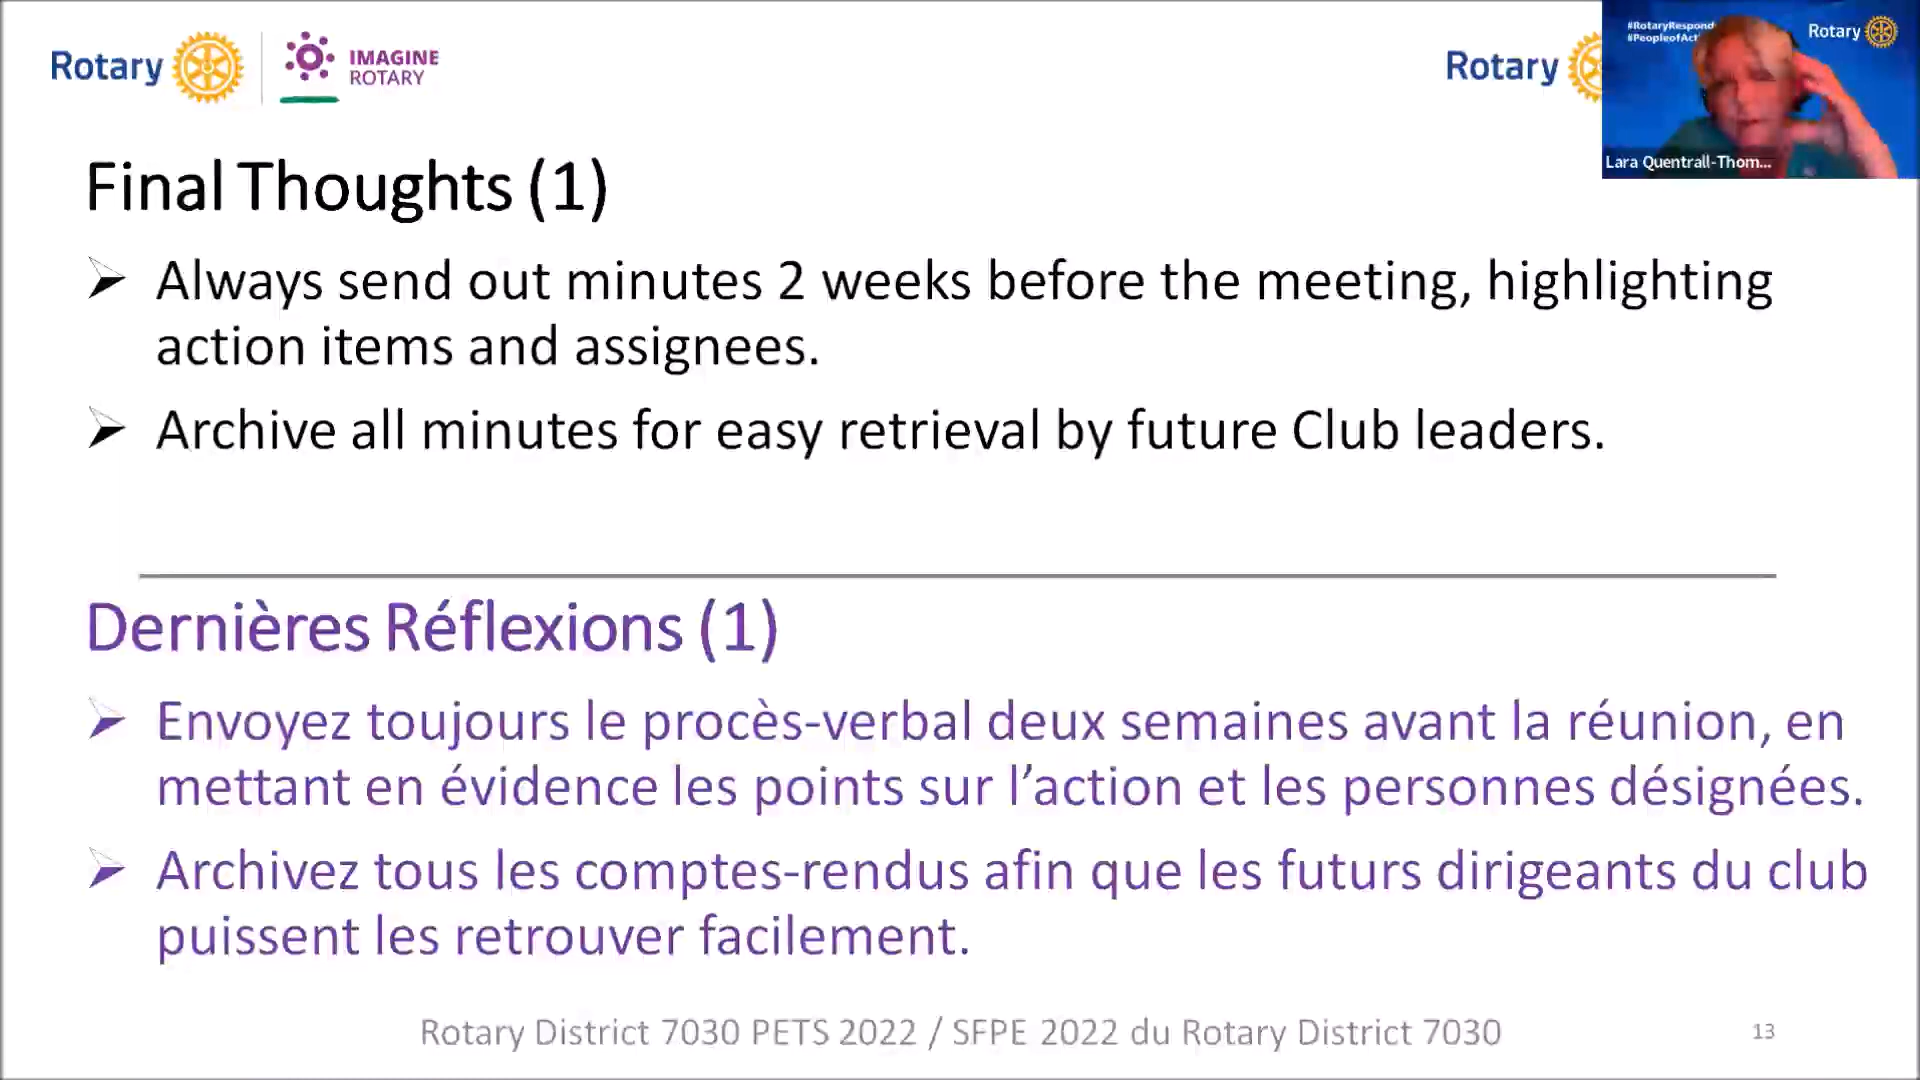 Rotary
IMAGINE
ROTARY
Rotary
#RotaryRespond
#PeopleofAct
Rotary
Lara Quentrall-Thom...
Final Thoughts (1)
Always send out minutes 2 weeks before the meeting, highlighting
action items and assignees.
Archive all minutes for easy retrieval by future Club leaders.
Dernières Réflexions (1)
Envoyez toujours le procès-verbal deux semaines avant la réunion, en
mettant en évidence les points sur l’action et les personnes désignées.
Archivez tous les comptes-rendus afin que les futurs dirigeants du club
puissent les retrouver facilement.
Rotary District 7030 PETS 2022 / SFPE 2022 du Rotary District 7030
13